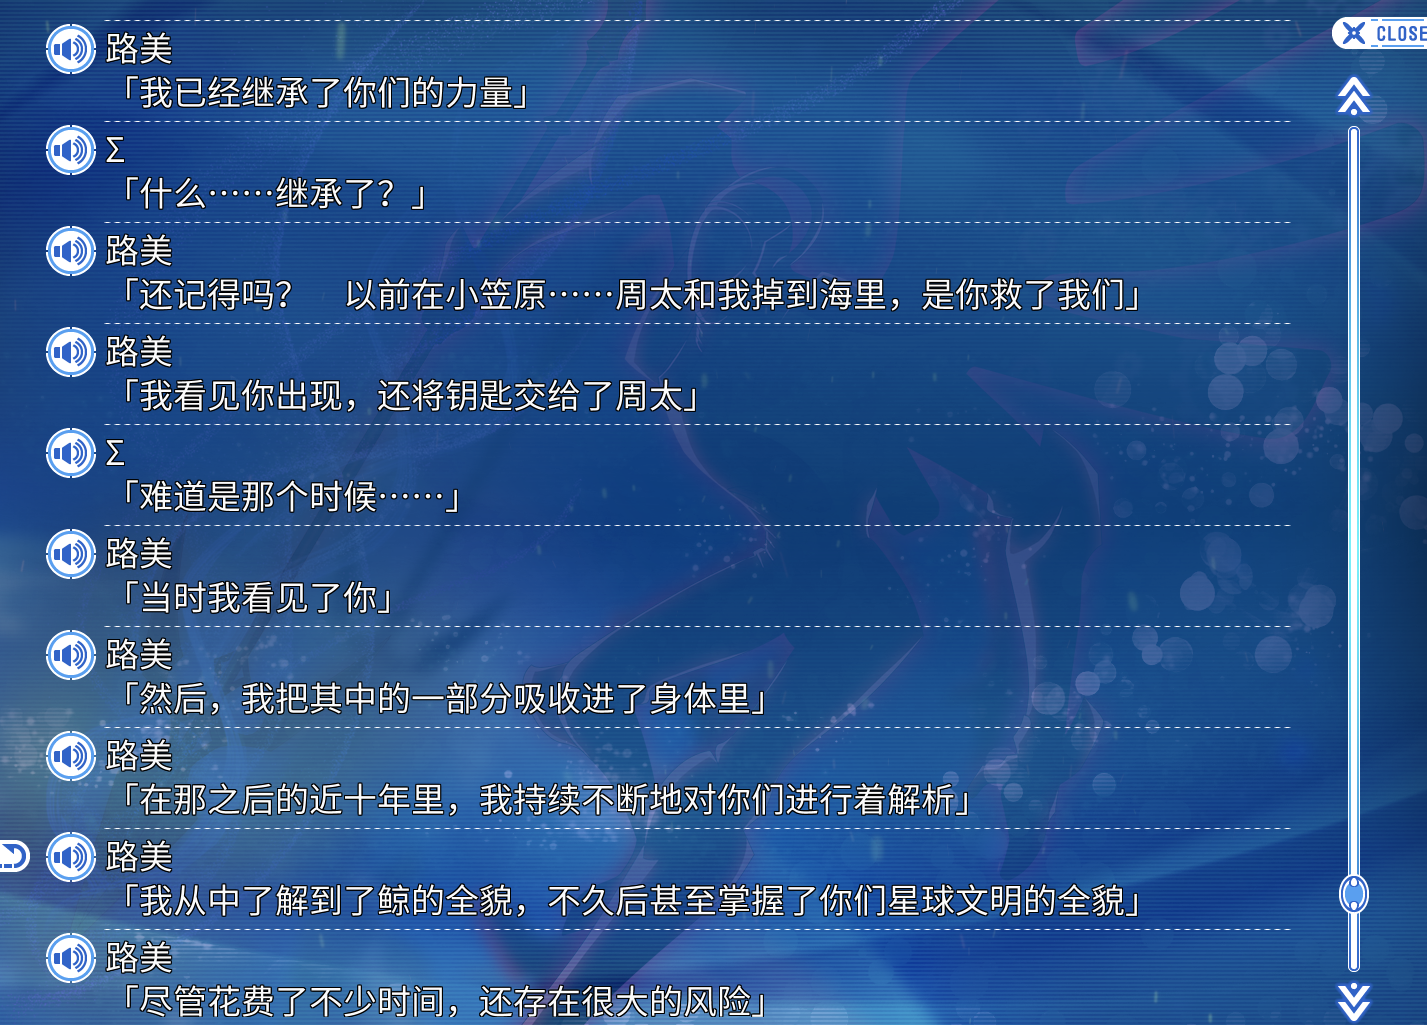 CLOSE
路美
「我已经继承了你们的力量」
Σ
「什么……继承了？」
路美
「还记得吗？　以前在小笠原……周太和我掉到海里，是你救了我们」
路美
「我看见你出现，还将钥匙交给了周太」
Σ
「难道是那个时候……」
路美
「当时我看见了你」
路美
「然后，我把其中的一部分吸收进了身体里」
路美
「在那之后的近十年里，我持续不断地对你们进行着解析」
路美
「我从中了解到了鲸的全貌，不久后甚至掌握了你们星球文明的全貌」
路美
「尽管花费了不少时间，还存在很大的风险」